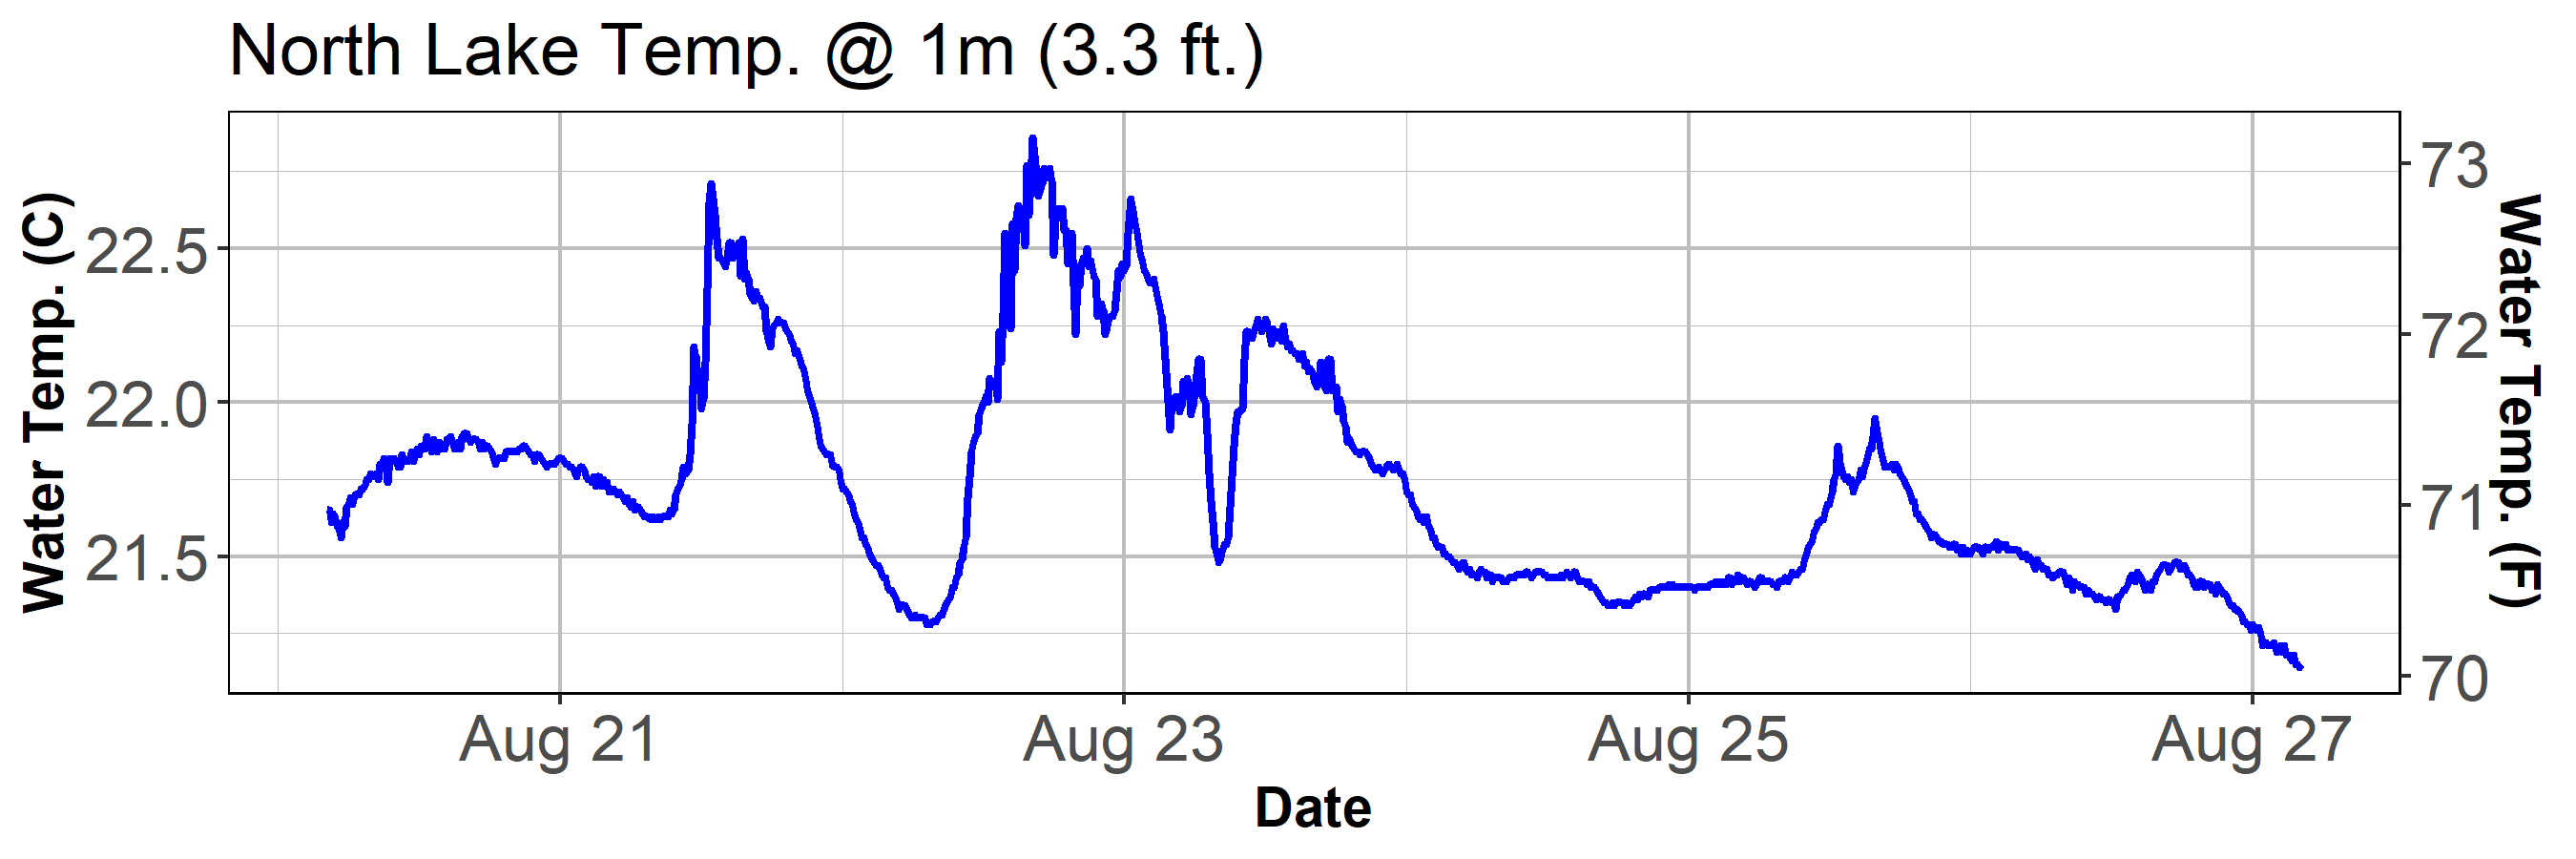 North Lake Temp. @ 1m (3.3 ft.)
Water Temp. (C)
22.5
22.0
21.5
73
72
71
70
Water Temp. (F)
Aug 21
Aug 23
Aug 25
Aug 27
Date